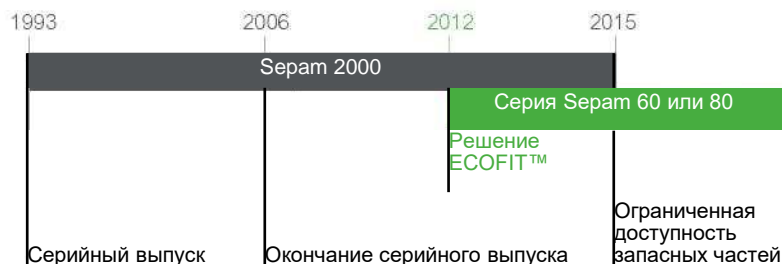 1993 2006 2012 2015
Sepam 2000
Серия Sepam 60 или 80
Решение
ECOFIT™
Ограниченная
доступность
запасных частей
Серийный выпуск
Окончание серийного выпуска